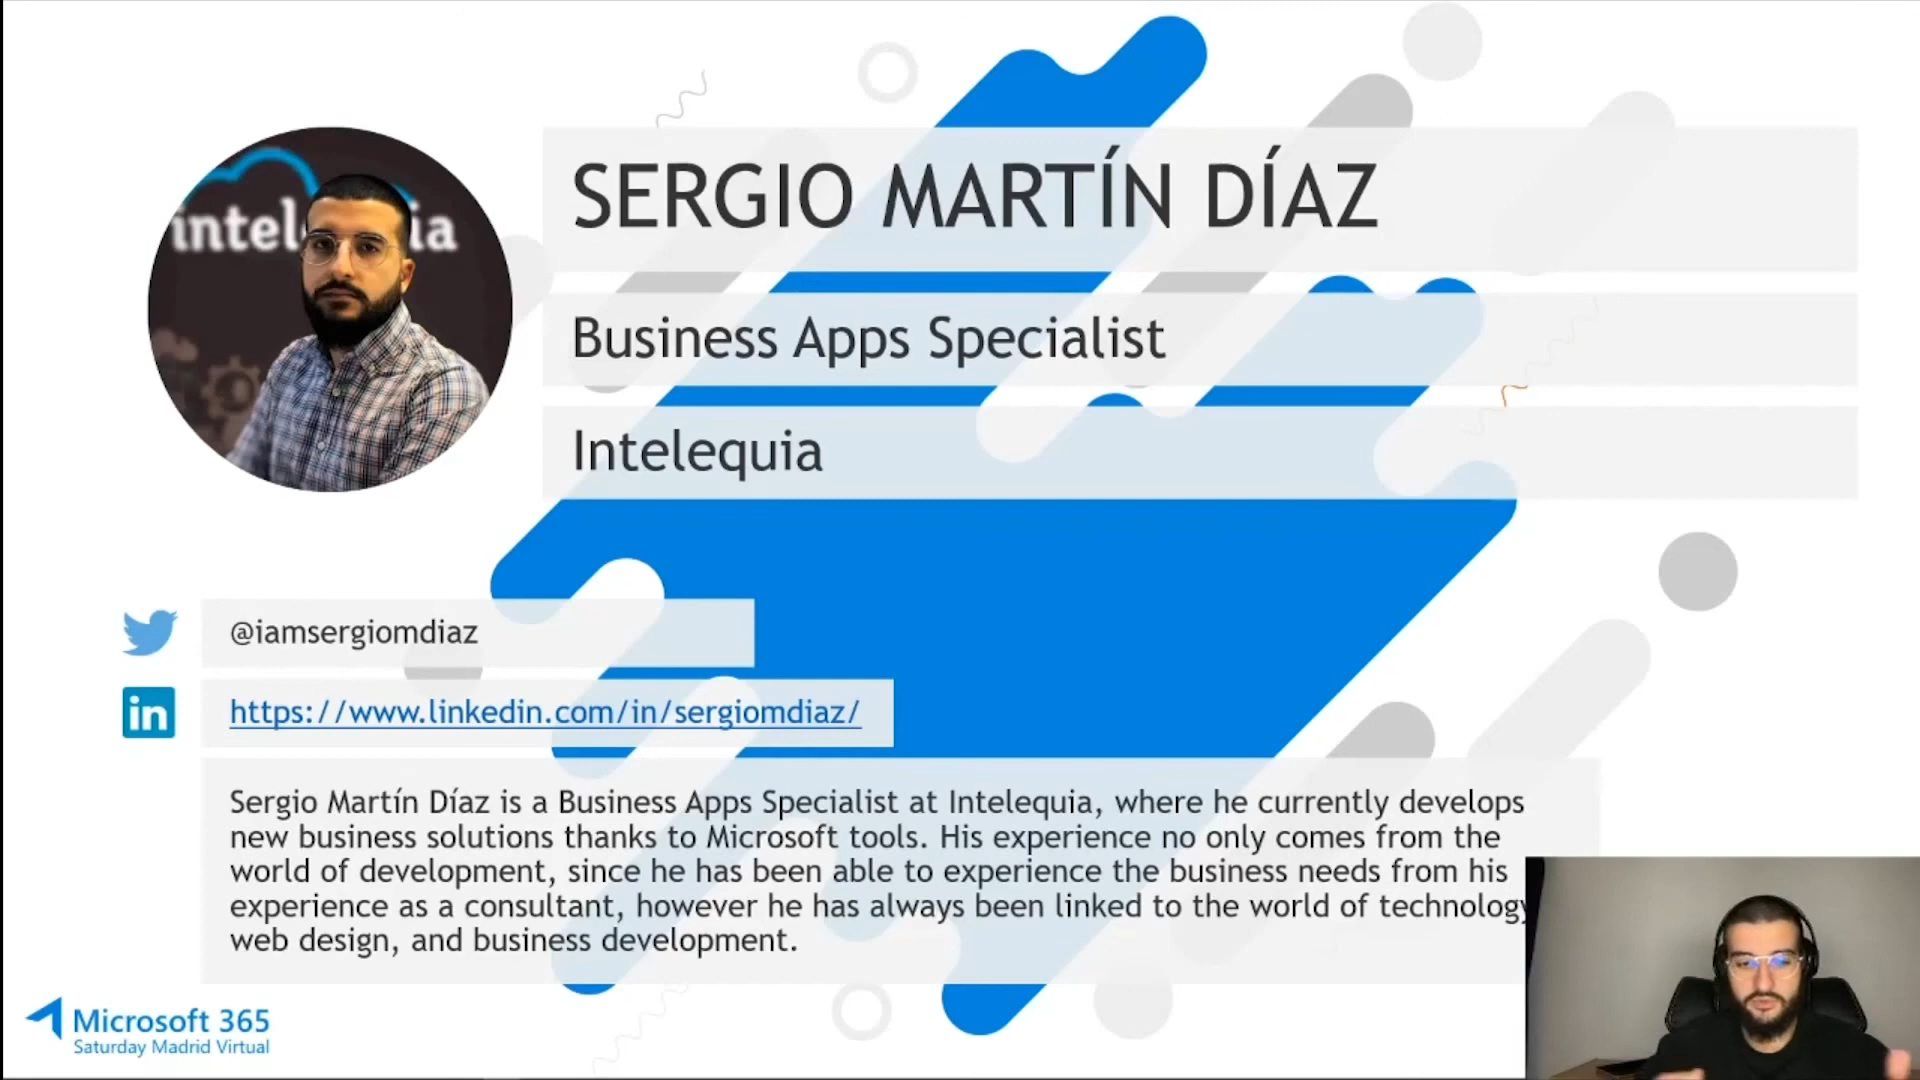 SERGIO MARTÍN DÍAZ
Business Apps Specialist
Intelequia
@iamsergiomdiaz
https://www.linkedin.com/in/sergiomdiaz/
Sergio Martín Díaz is a Business Apps Specialist at Intelequia, where he currently develops
new business solutions thanks to Microsoft tools. His experience no only comes from the
world of development, since he has been able to experience the business needs from his
experience as a consultant, however he has always been linked to the world of technology
web design, and business development.
Microsoft 365
Saturday Madrid Virtual